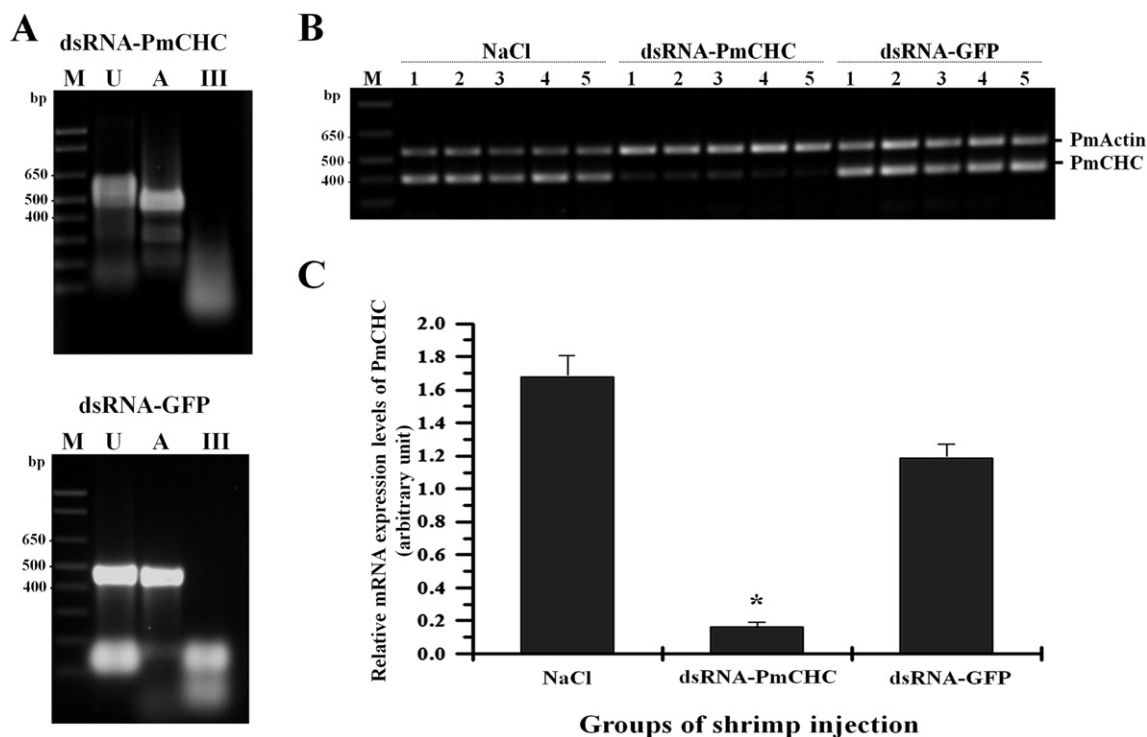 A
dsRNA-PmCHC
M U A III
bp
650
500
400
dsRNA-GFP
M U A III
bp
650
500
400
B
NaCl dsRNA-PmCHC dsRNA-GFP
M 1 2 3 4 5 1 2 3 4 5 1 2 3 4 5
bp
650
500
400
PmActin
PmCHC
C
Relative mRNA expression levels of PmCHC
(arbitrary unit)
2.0
1.8
1.6
1.4
1.2
1.0
0.8
0.6
0.4
0.2
0.0
*
NaCl dsRNA-PmCHC dsRNA-GFP
Groups of shrimp injection